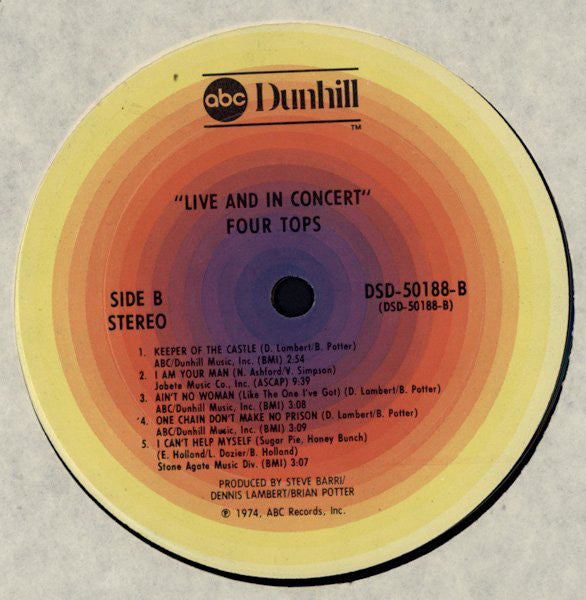 abc Dunhill
TM
"LIVE AND IN CONCERT"
FOUR TOPS
SIDE B
STEREO
DSD-50188-B
(DSD-50188-B)
1. KEEPER OF THE CASTLE (D. Lambert/B. Potter)
ABC/Dunhill Music, Inc. (BMI) 2:54
2. I AM YOUR MAN (N. Ashford/V. Simpson)
Jobete Music Co., Inc. (ASCAP) 9:39
3. AIN'T NO WOMAN (Like The One I've Got) (D. Lambert/B. Potter)
ABC/Dunhill Music, Inc. (BMI) 3:08
4. ONE CHAIN DON'T MAKE NO PRISON (D. Lambert/B. Potter)
ABC/Dunhill Music, Inc. (BMI) 3:09
5. I CAN'T HELP MYSELF (Sugar Pie, Honey Bunch)
(E. Holland/L. Dozier/B. Holland)
Stone Agate Music Div. (BMI) 3:07
PRODUCED BY STEVE BARRI/
DENNIS LAMBERT/BRIAN POTTER
℗ 1974, ABC Records, Inc.